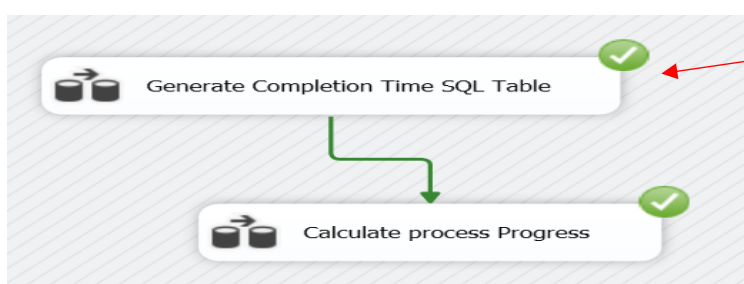 Generate Completion Time SQL Table
Calculate process Progress